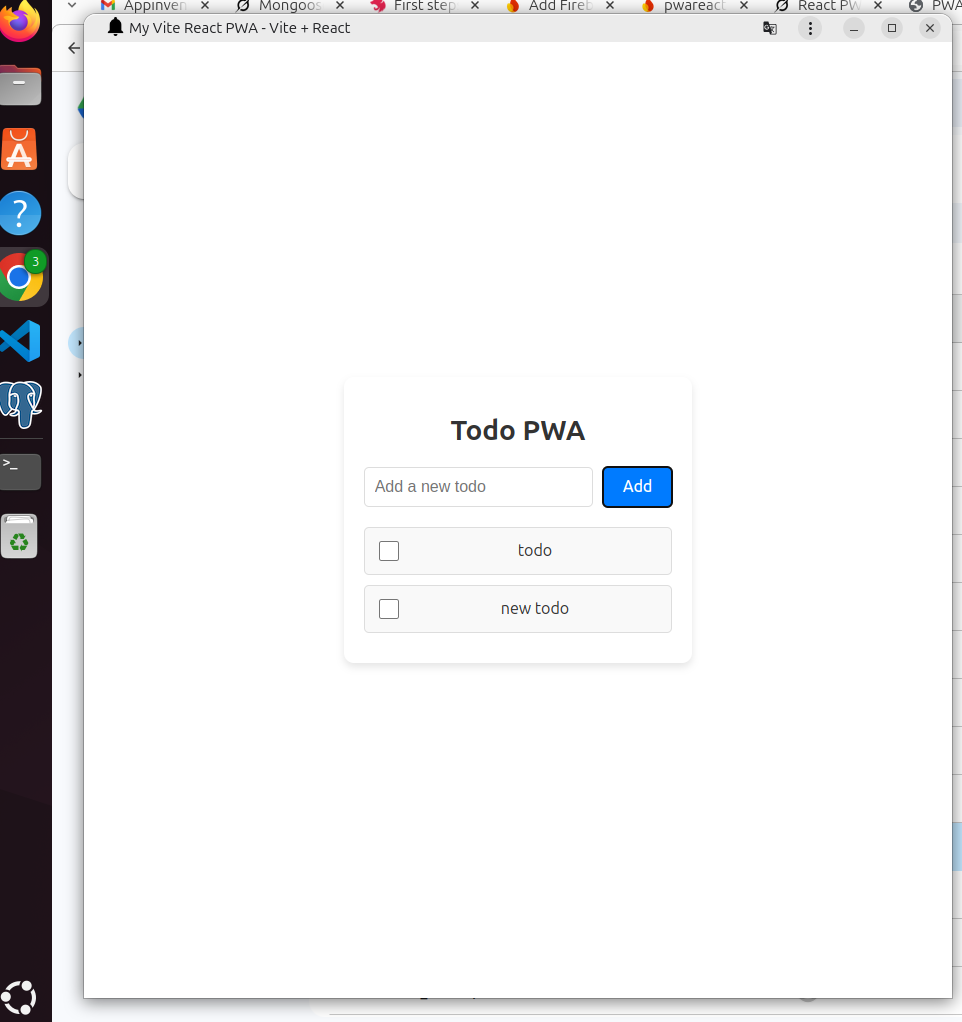 Appinven
Mongoos
First step
Add Fireb
pwareact
React PW
PWA
My Vite React PWA - Vite + React
3
Todo PWA
Add a new todo
Add
todo
new todo